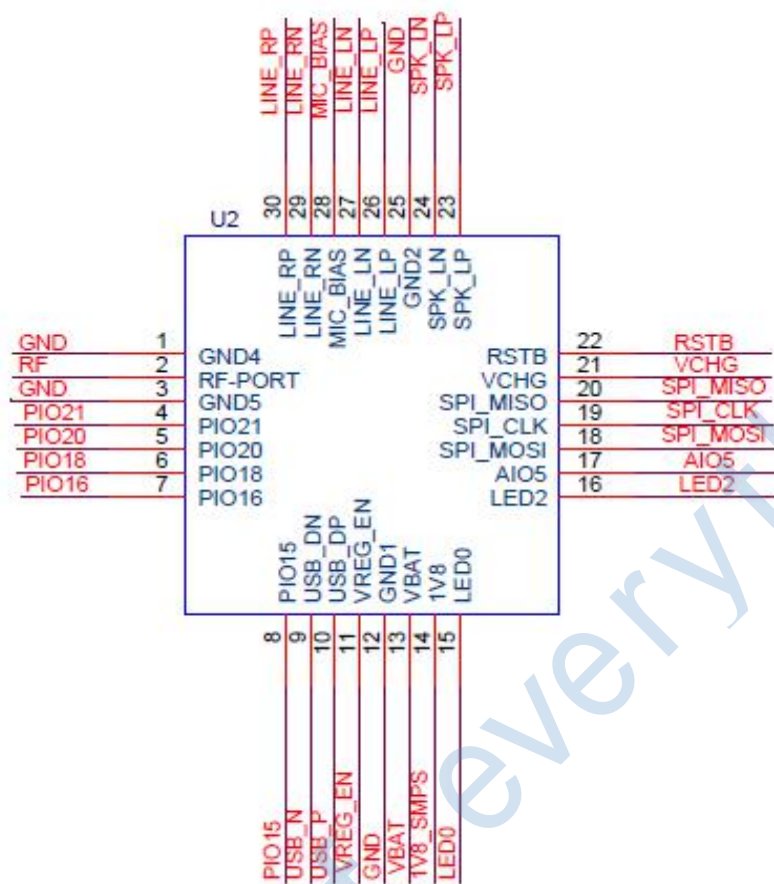 LINE_RP
LINE_RN
MIC_BIAS
LINE_LN
LINE_LP
GND
SPK_LN
SPK_LP
30
29
28
27
26
25
24
23
U2
LINE_RP
LINE_RN
MIC_BIAS
LINE_LN
LINE_LP
GND2
SPK_LN
SPK_LP
GND 1 GND4
RF 2 RF-PORT
GND 3 GND5
PIO21 4 PIO21
PIO20 5 PIO20
PIO18 6 PIO18
PIO16 7 PIO16
RSTB 22 RSTB
VCHG 21 VCHG
SPI_MISO 20 SPI_MISO
SPI_CLK 19 SPI_CLK
SPI_MOSI 18 SPI_MOSI
AIO5 17 AIO5
LED2 16 LED2
PIO15
USB_DN
USB_DP
VREG_EN
GND1
VBAT
1V8
LED0
8
9
10
11
12
13
14
15
PIO15
USB_N
USB_P
VREG_EN
GND
VBAT
1V8_SMPS
LED0